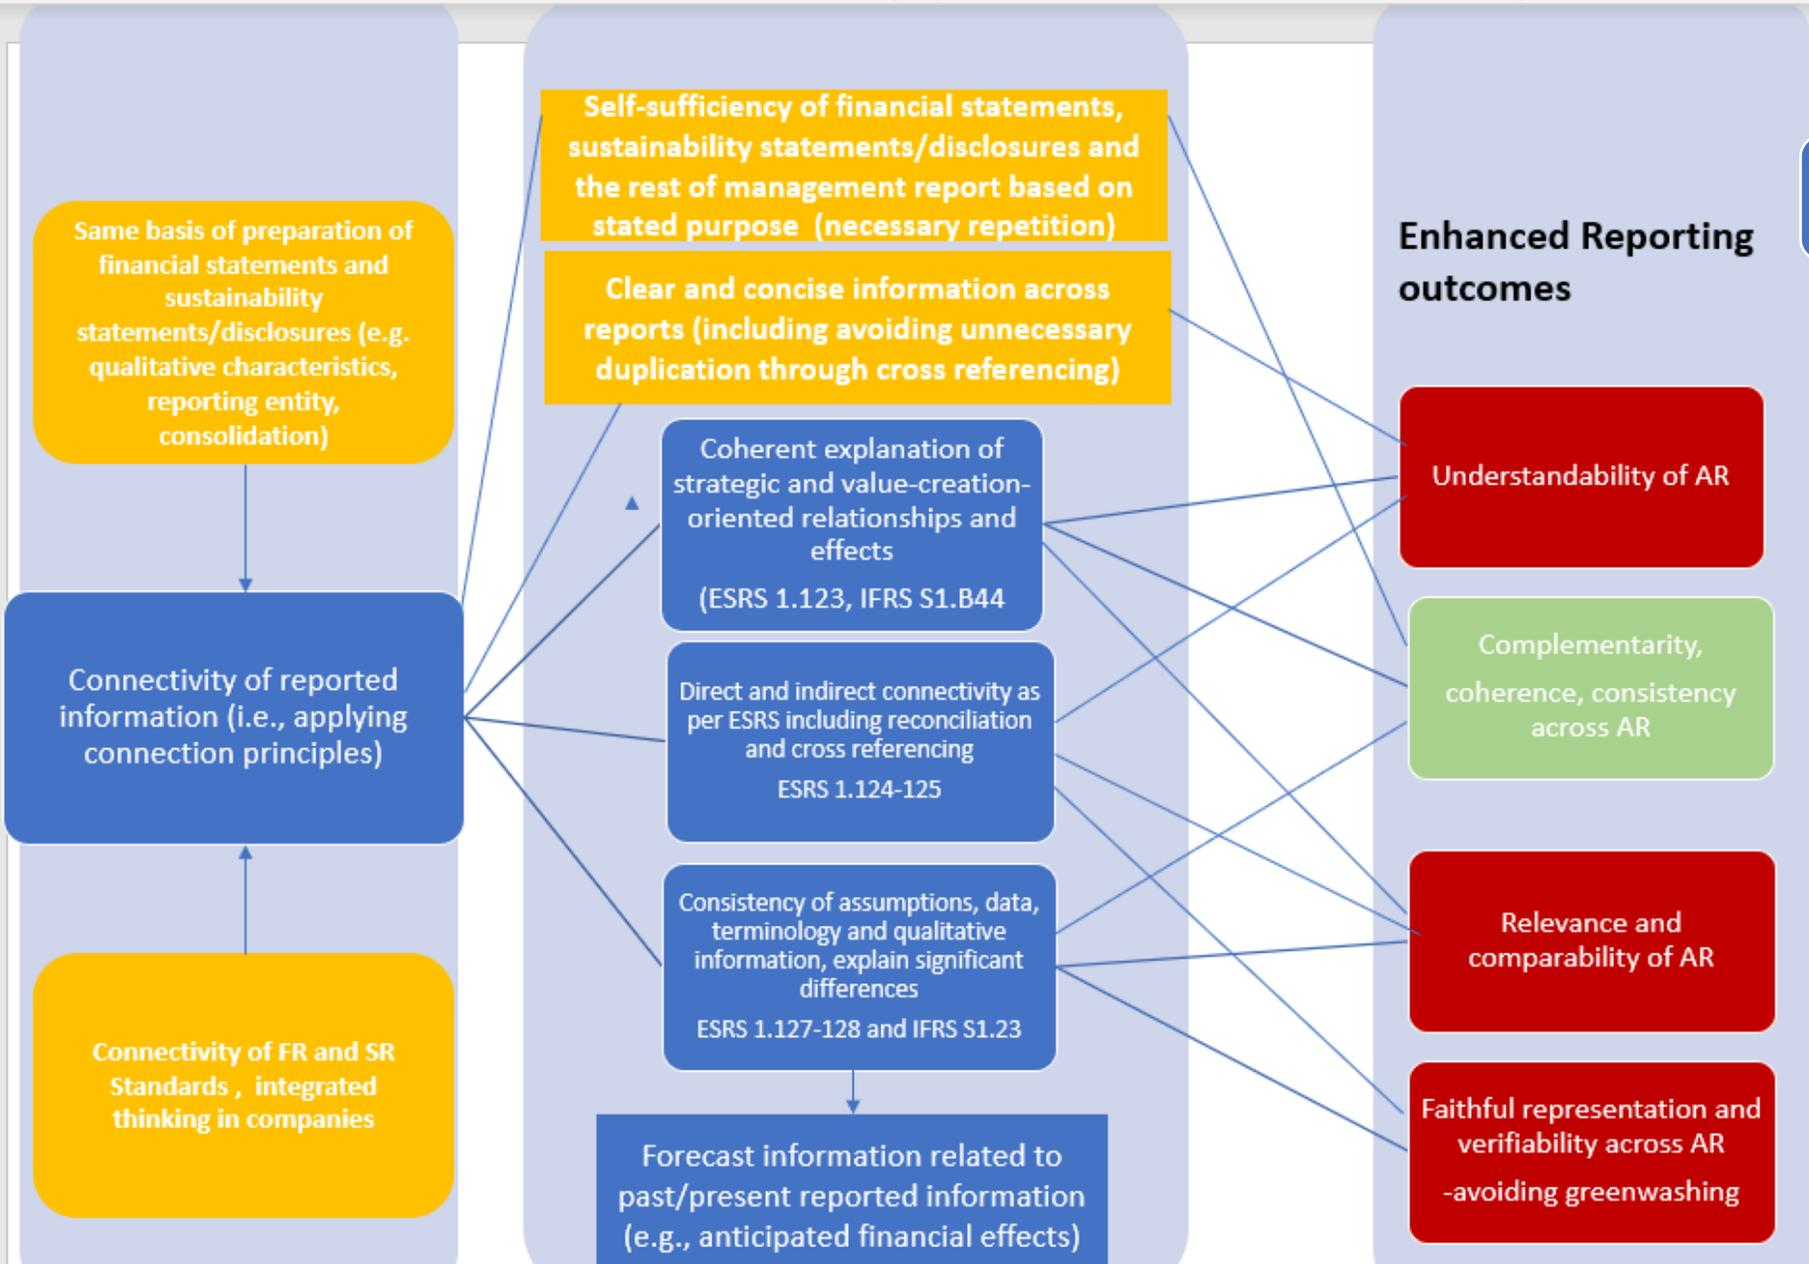 Same basis of preparation of
financial statements and
sustainability
statements/disclosures (e.g.
qualitative characteristics,
reporting entity,
consolidation)
Connectivity of reported
information (i.e., applying
connection principles)
Connectivity of FR and SR
Standards ,  integrated
thinking in companies
Self-sufficiency of financial statements,
sustainability statements/disclosures and
the rest of management report based on
stated purpose  (necessary repetition)
Clear and concise information across
reports (including avoiding unnecessary
duplication through cross referencing)
Coherent explanation of
strategic and value-creation-
oriented relationships and
effects
(ESRS 1.123, IFRS S1.B44
Direct and indirect connectivity as
per ESRS including reconciliation
and cross referencing
ESRS 1.124-125
Consistency of assumptions, data,
terminology and qualitative
information, explain significant
differences
ESRS 1.127-128 and IFRS S1.23
Forecast information related to
past/present reported information
(e.g., anticipated financial effects)
Enhanced Reporting
outcomes
Understandability of AR
Complementarity,
coherence, consistency
across AR
Relevance and
comparability of AR
Faithful representation and
verifiability across AR
-avoiding greenwashing